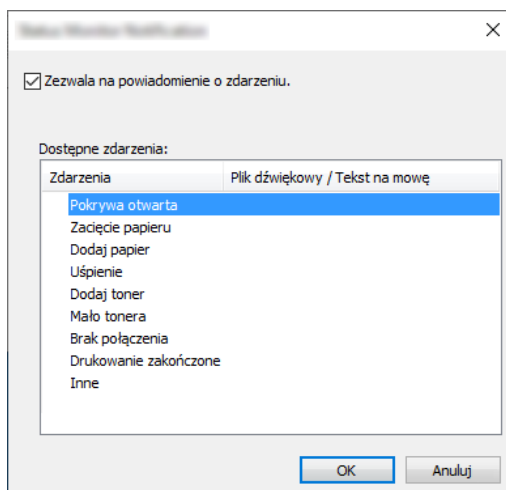 Zezwala na powiadomienie o zdarzeniu.
Dostępne zdarzenia:
Zdarzenia Plik dźwiękowy / Tekst na mowę
Pokrywa otwarta
Zacięcie papieru
Dodaj papier
Uśpienie
Dodaj toner
Mało tonera
Brak połączenia
Drukowanie zakończone
Inne
OK Anuluj